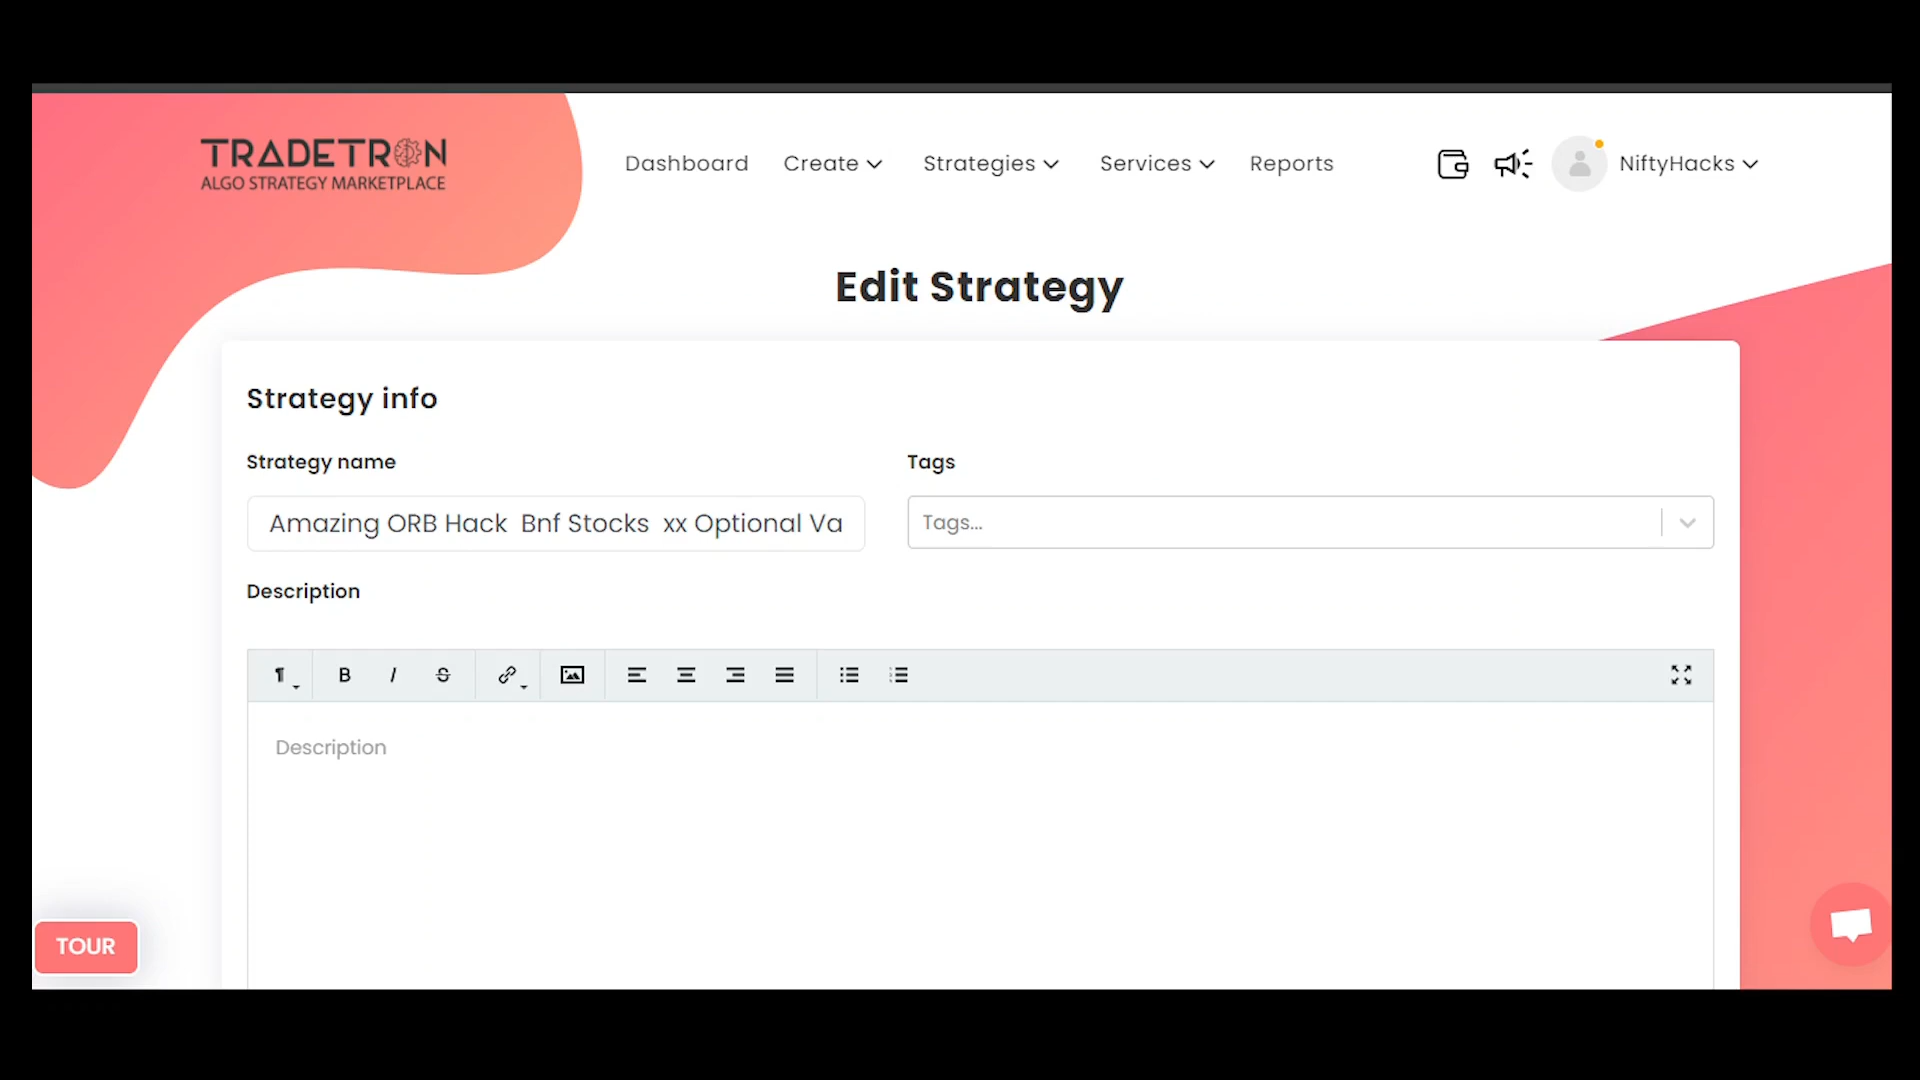 TRADETRON
ALGO STRATEGY MARKETPLACE
Dashboard Create Strategies Services Reports NiftyHacks
Edit Strategy
Strategy info
Strategy name Tags
Amazing ORB Hack Bnf Stocks xx Optional Va Tags...
Description
B I S
Description
TOUR